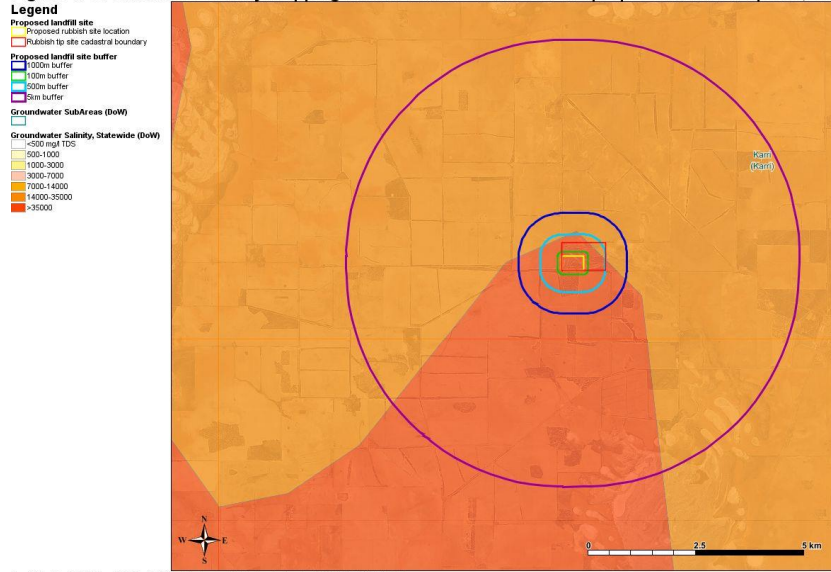 Legend
Proposed landfill site
Proposed rubbish site location
Rubbish tip site cadastral boundary
Proposed landfil site buffer
1000m buffer
100m buffer
500m buffer
5km buffer
Groundwater SubAreas (DoW)
Groundwater Salinity, Statewide (DoW)
<500 mg/l TDS
500-1000
1000-3000
3000-7000
7000-14000
14000-35000
>35000
(Karri)
N
W
E
S
0
2.5
5 km